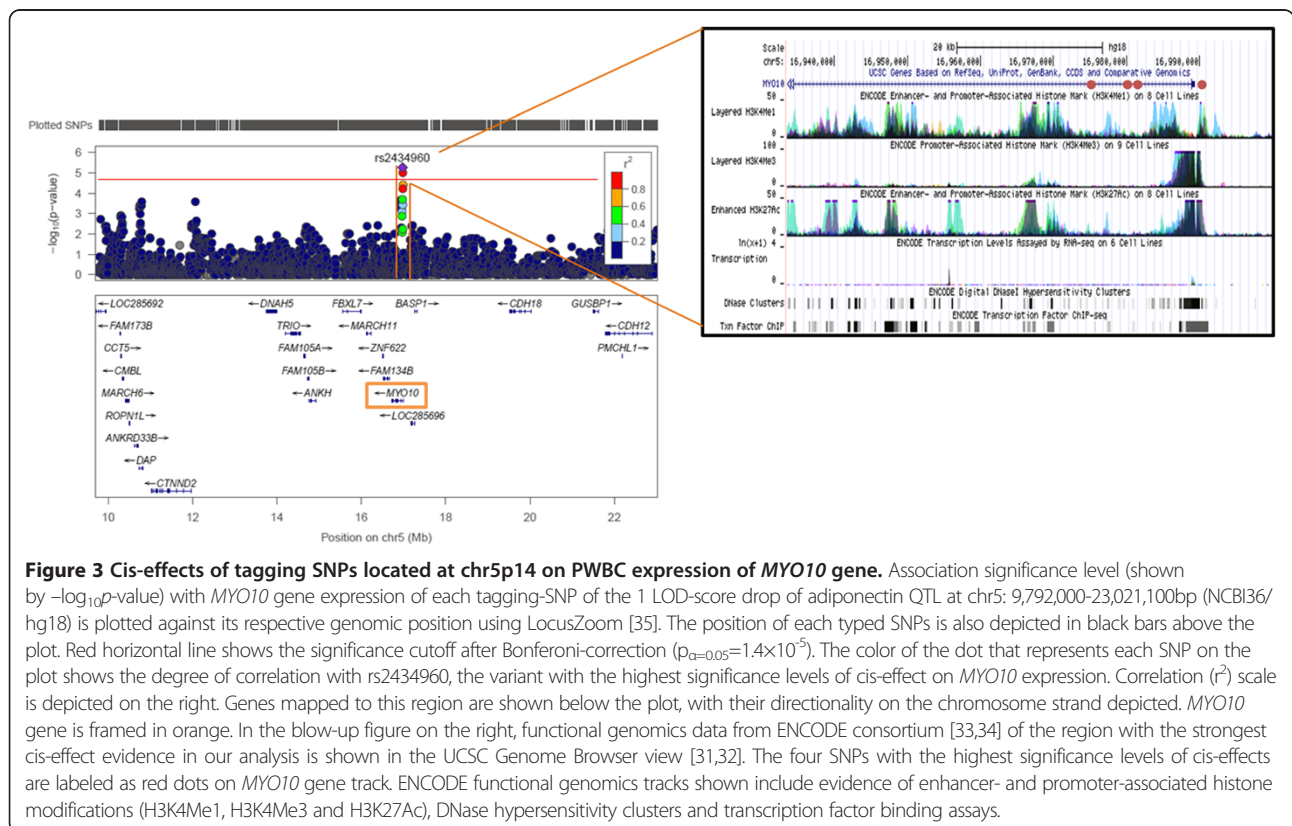 Plotted SNPs
rs2434960
r²
0.8
0.6
0.4
0.2
−log₁₀(p−value)
6
5
4
3
2
1
0
←LOC285692
DNAH5→
FBXL7→
BASP1→
←CDH18
GUSBP1→
←FAM173B
TRIO→
←MARCH11
←CDH12
CCT5→
FAM105A→
←ZNF622
PMCHL1→
←CMBL
FAM105B→
←FAM134B
MARCH6→
←ANKH
←MYO10
ROPN1L→
←LOC285696
ANKRD33B→
←DAP
←CTNND2
10 12 14 16 18 20 22
Position on chr5 (Mb)
Scale 20 kb hg18
chr5: 16,940,000 16,950,000 16,960,000 16,970,000 16,980,000 16,990,000
UCSC Genes Based on RefSeq, UniProt, GenBank, CCDS and Comparative Genomics
MYO10
ENCODE Enhancer- and Promoter-Associated Histone Mark (H3K4Me1) on 8 Cell Lines
50
Layered H3K4Me1
0
ENCODE Promoter-Associated Histone Mark (H3K4Me3) on 9 Cell Lines
100
Layered H3K4Me3
0
ENCODE Enhancer- and Promoter-Associated Histone Mark (H3K27Ac) on 8 Cell Lines
50
Enhanced H3K27Ac
0
ENCODE Transcription Levels Assayed by RNA-seq on 6 Cell Lines
ln(x+1) 4
Transcription
0
ENCODE Digital DNaseI Hypersensitivity Clusters
DNase Clusters
ENCODE Transcription Factor ChIP-seq
Txn Factor ChIP
Figure 3 Cis-effects of tagging SNPs located at chr5p14 on PWBC expression of MYO10 gene. Association significance level (shown
by –log₁₀p-value) with MYO10 gene expression of each tagging-SNP of the 1 LOD-score drop of adiponectin QTL at chr5: 9,792,000-23,021,100bp (NCBI36/
hg18) is plotted against its respective genomic position using LocusZoom [35]. The position of each typed SNPs is also depicted in black bars above the
plot. Red horizontal line shows the significance cutoff after Bonferoni-correction (pα=0.05=1.4×10⁻⁵). The color of the dot that represents each SNP on the
plot shows the degree of correlation with rs2434960, the variant with the highest significance levels of cis-effect on MYO10 expression. Correlation (r²) scale
is depicted on the right. Genes mapped to this region are shown below the plot, with their directionality on the chromosome strand depicted. MYO10
gene is framed in orange. In the blow-up figure on the right, functional genomics data from ENCODE consortium [33,34] of the region with the strongest
cis-effect evidence in our analysis is shown in the UCSC Genome Browser view [31,32]. The four SNPs with the highest significance levels of cis-effects
are labeled as red dots on MYO10 gene track. ENCODE functional genomics tracks shown include evidence of enhancer- and promoter-associated histone
modifications (H3K4Me1, H3K4Me3 and H3K27Ac), DNase hypersensitivity clusters and transcription factor binding assays.